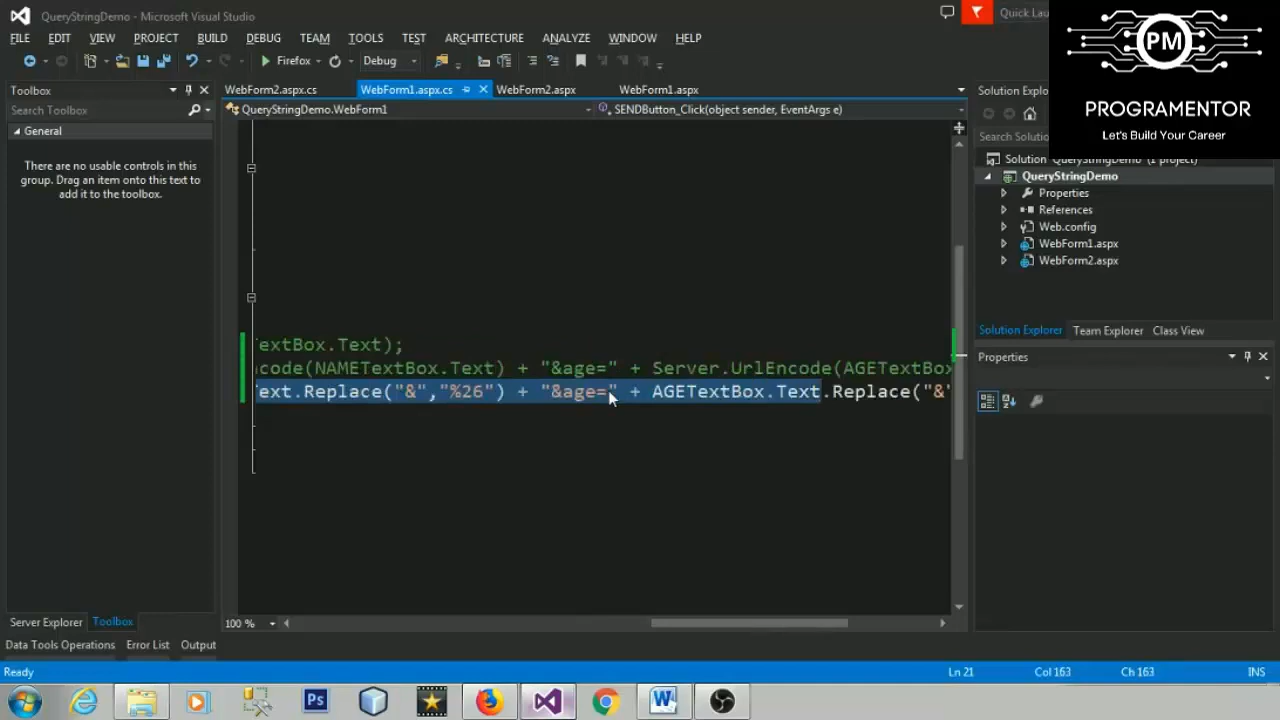 QueryStringDemo - Microsoft Visual Studio
Quick Lau
FILE EDIT VIEW PROJECT BUILD DEBUG TEAM TOOLS TEST ARCHITECTURE ANALYZE WINDOW HELP
Firefox Debug
PM
PROGRAMENTOR
Let's Build Your Career
Toolbox
Search Toolbox
General
There are no usable controls in this
group. Drag an item onto this text to
add it to the toolbox.
WebForm2.aspx.cs WebForm1.aspx.cs WebForm2.aspx WebForm1.aspx
QueryStringDemo.WebForm1 SENDButton_Click(object sender, EventArgs e)
extBox.Text);
code(NAMETextBox.Text) + "&age=" + Server.UrlEncode(AGETextBox
ext.Replace("&","%26") + "&age=" + AGETextBox.Text.Replace("&"
100 %
Solution Explo
Search Solutio
Solution 'QueryStringDemo' (1 project)
QueryStringDemo
Properties
References
Web.config
WebForm1.aspx
WebForm2.aspx
Solution Explorer Team Explorer Class View
Properties
Server Explorer Toolbox
Data Tools Operations Error List Output
Ready Ln 21 Col 163 Ch 163 INS
Ps